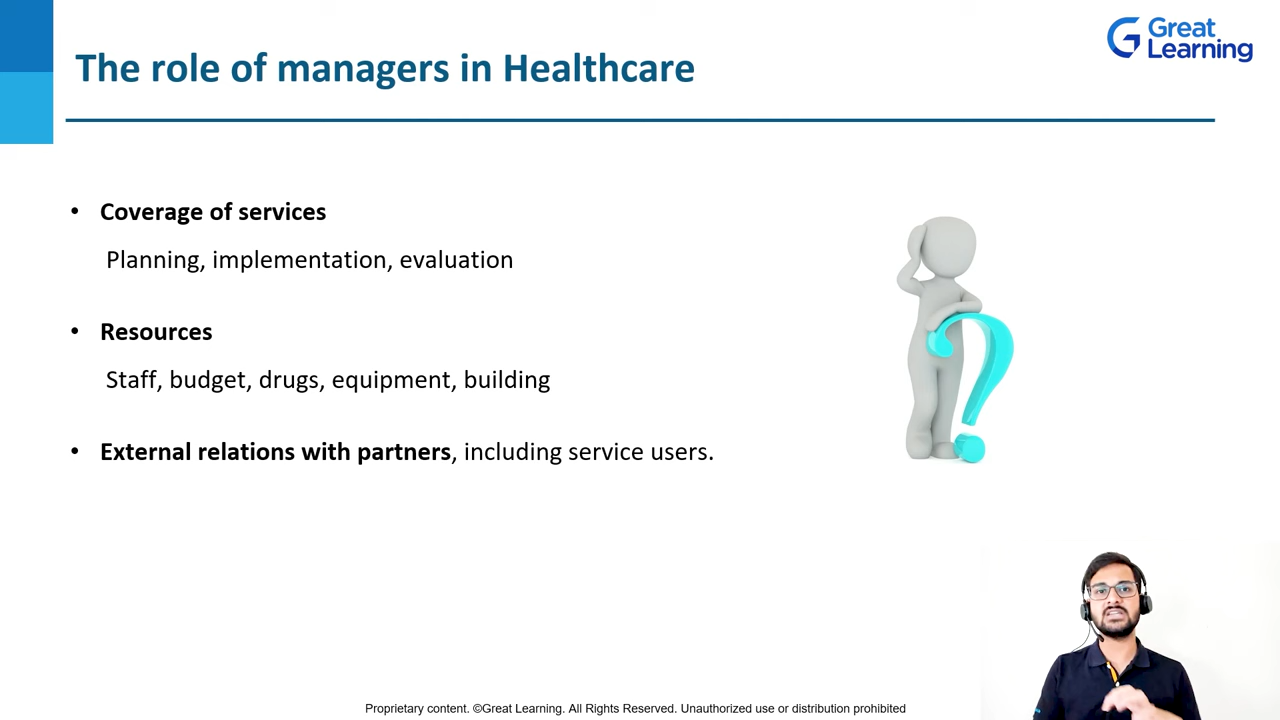 The role of managers in Healthcare
Great
Learning
• Coverage of services
Planning, implementation, evaluation
• Resources
Staff, budget, drugs, equipment, building
• External relations with partners, including service users.
Proprietary content. ©Great Learning. All Rights Reserved. Unauthorized use or distribution prohibited